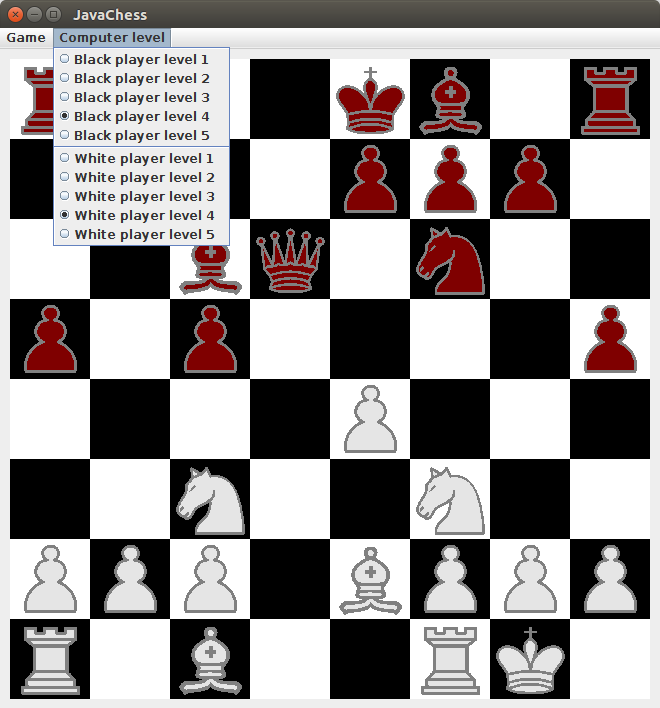 JavaChess
Game Computer level
Black player level 1
Black player level 2
Black player level 3
Black player level 4
Black player level 5
White player level 1
White player level 2
White player level 3
White player level 4
White player level 5